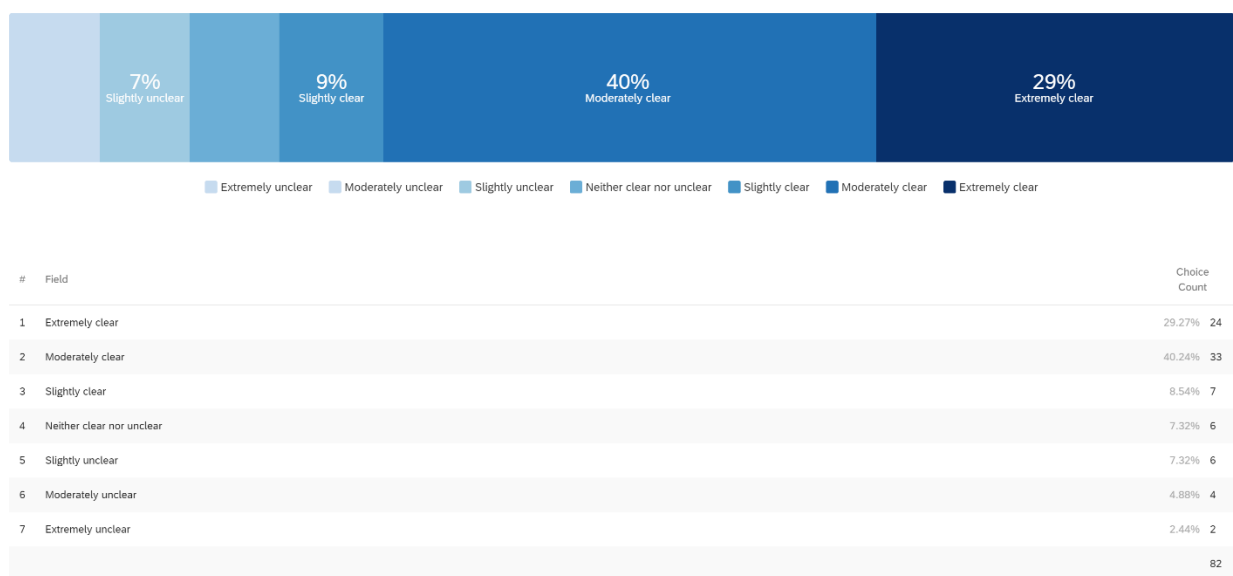 7%
Slightly unclear
9%
Slightly clear
40%
Moderately clear
29%
Extremely clear
Extremely unclear Moderately unclear Slightly unclear Neither clear nor unclear Slightly clear Moderately clear Extremely clear
# Field Choice Count
1 Extremely clear 29.27% 24
2 Moderately clear 40.24% 33
3 Slightly clear 8.54% 7
4 Neither clear nor unclear 7.32% 6
5 Slightly unclear 7.32% 6
6 Moderately unclear 4.88% 4
7 Extremely unclear 2.44% 2
82